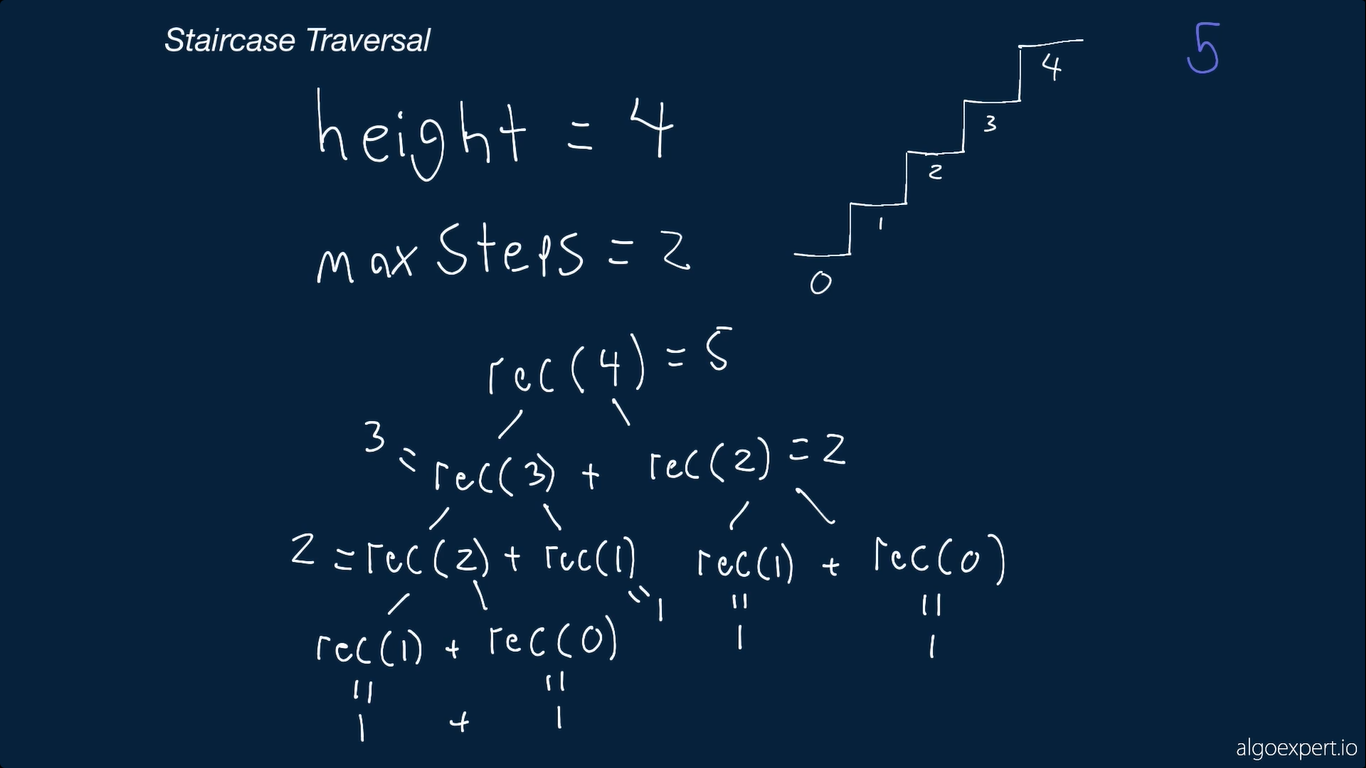 Staircase Traversal
5
height = 4
4
3
2
1
0
maxSteps = 2
rec(4) = 5
3 = rec(3) + rec(2) = 2
2 = rec(2) + rec(1) rec(1) + rec(0)
" 1 " "
1 1
rec(1) + rec(0)
" "
1 + 1
algoexpert.io